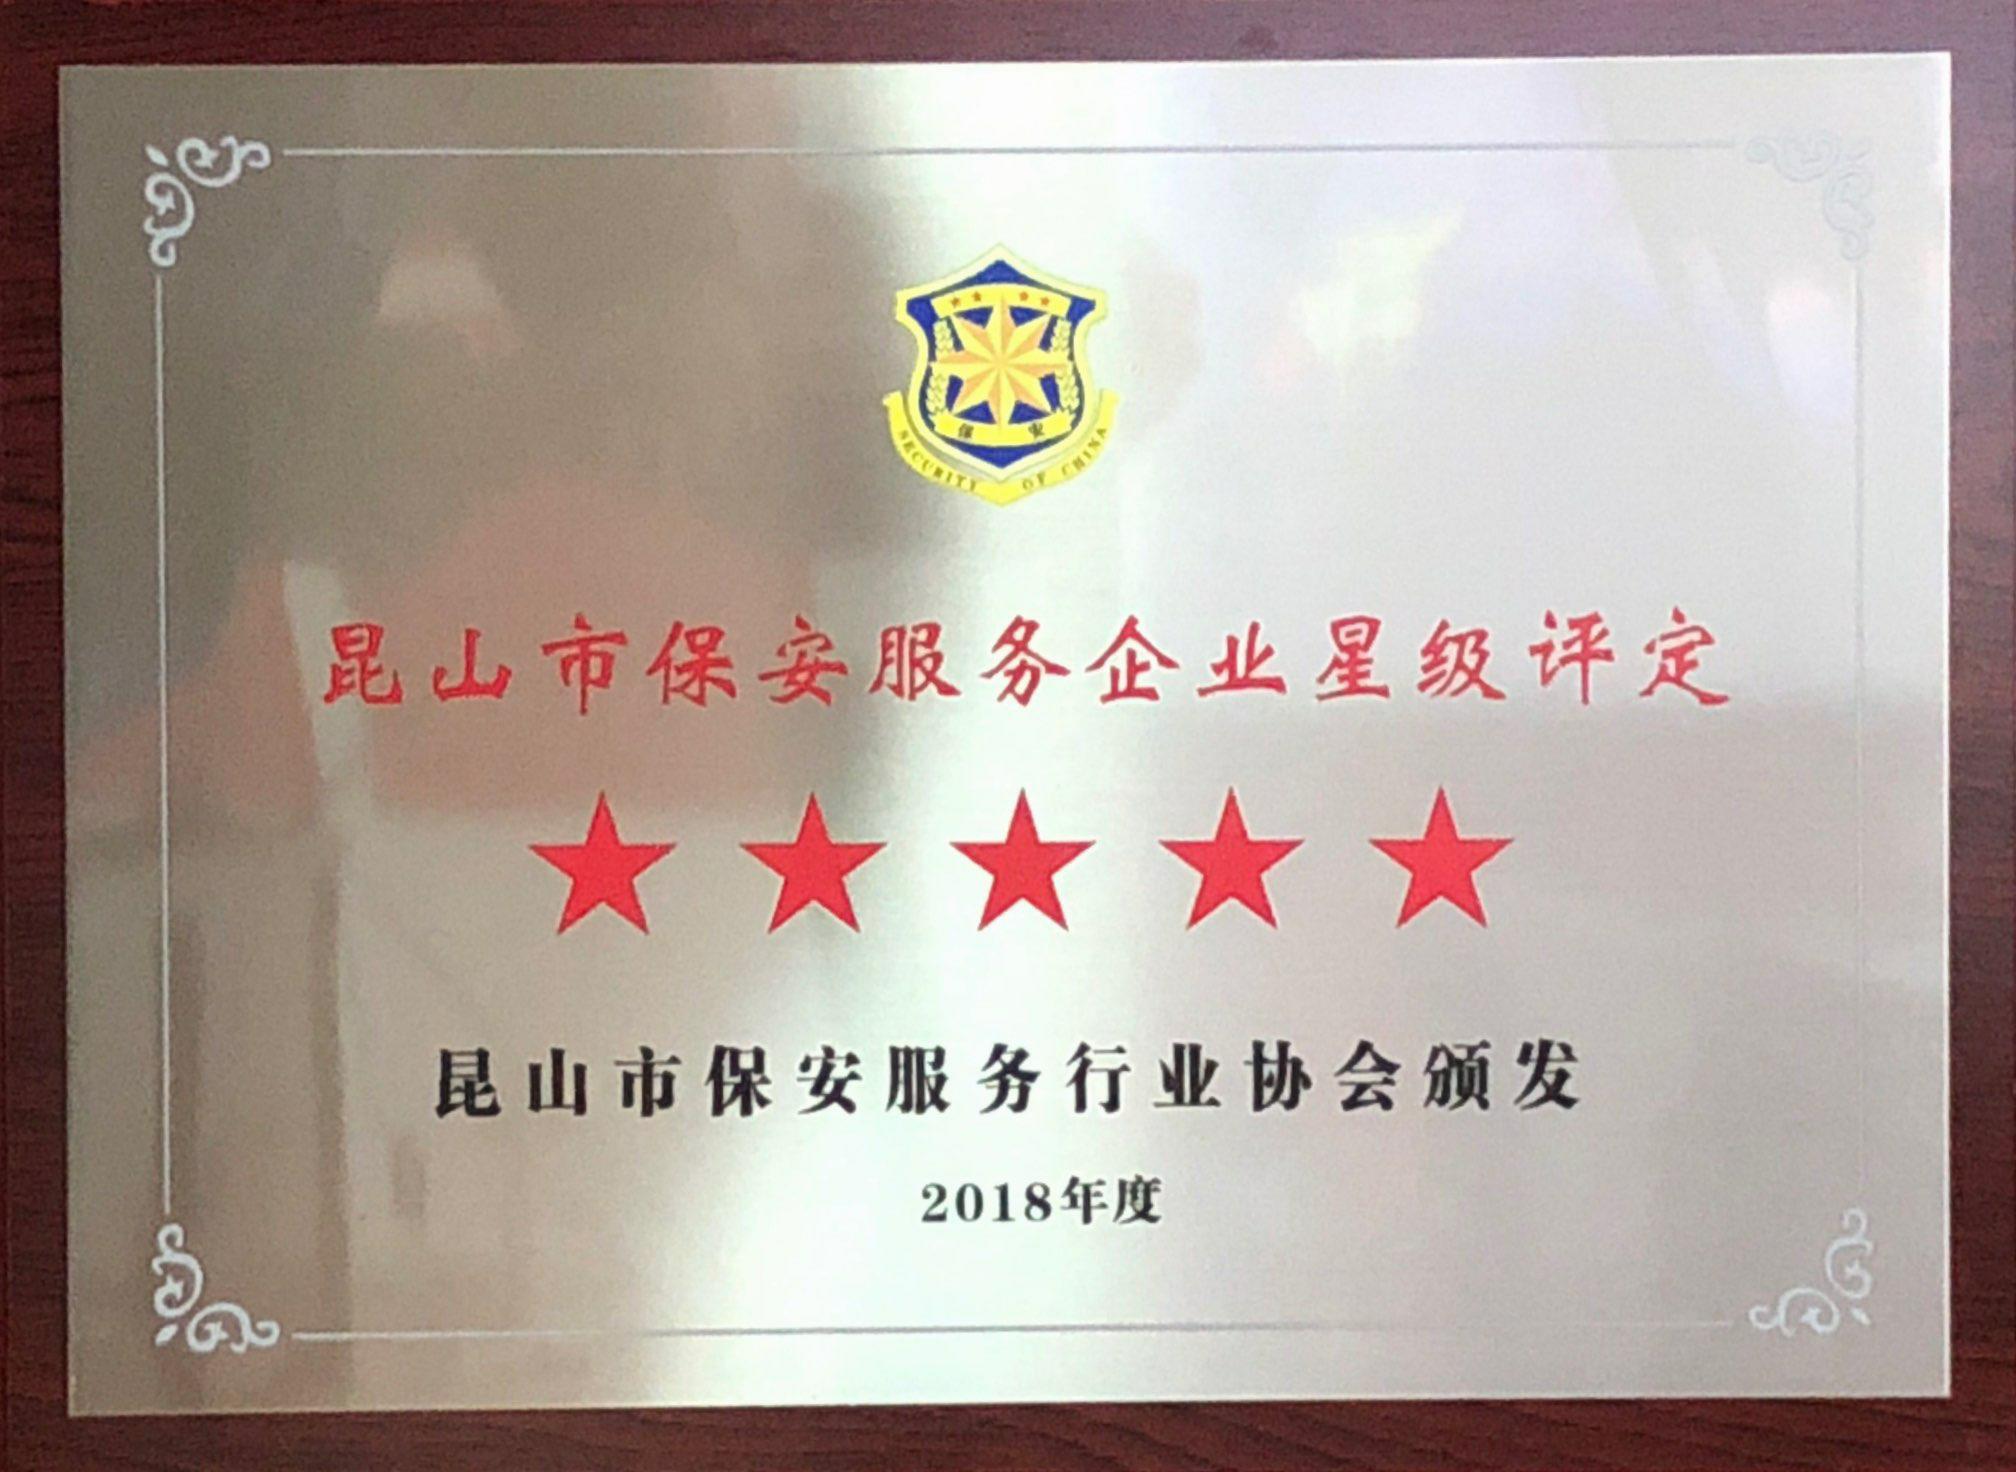 保 安
SECURITY OF CHINA
昆山市保安服务企业星级评定
★★★★★
昆山市保安服务行业协会颁发
2018年度